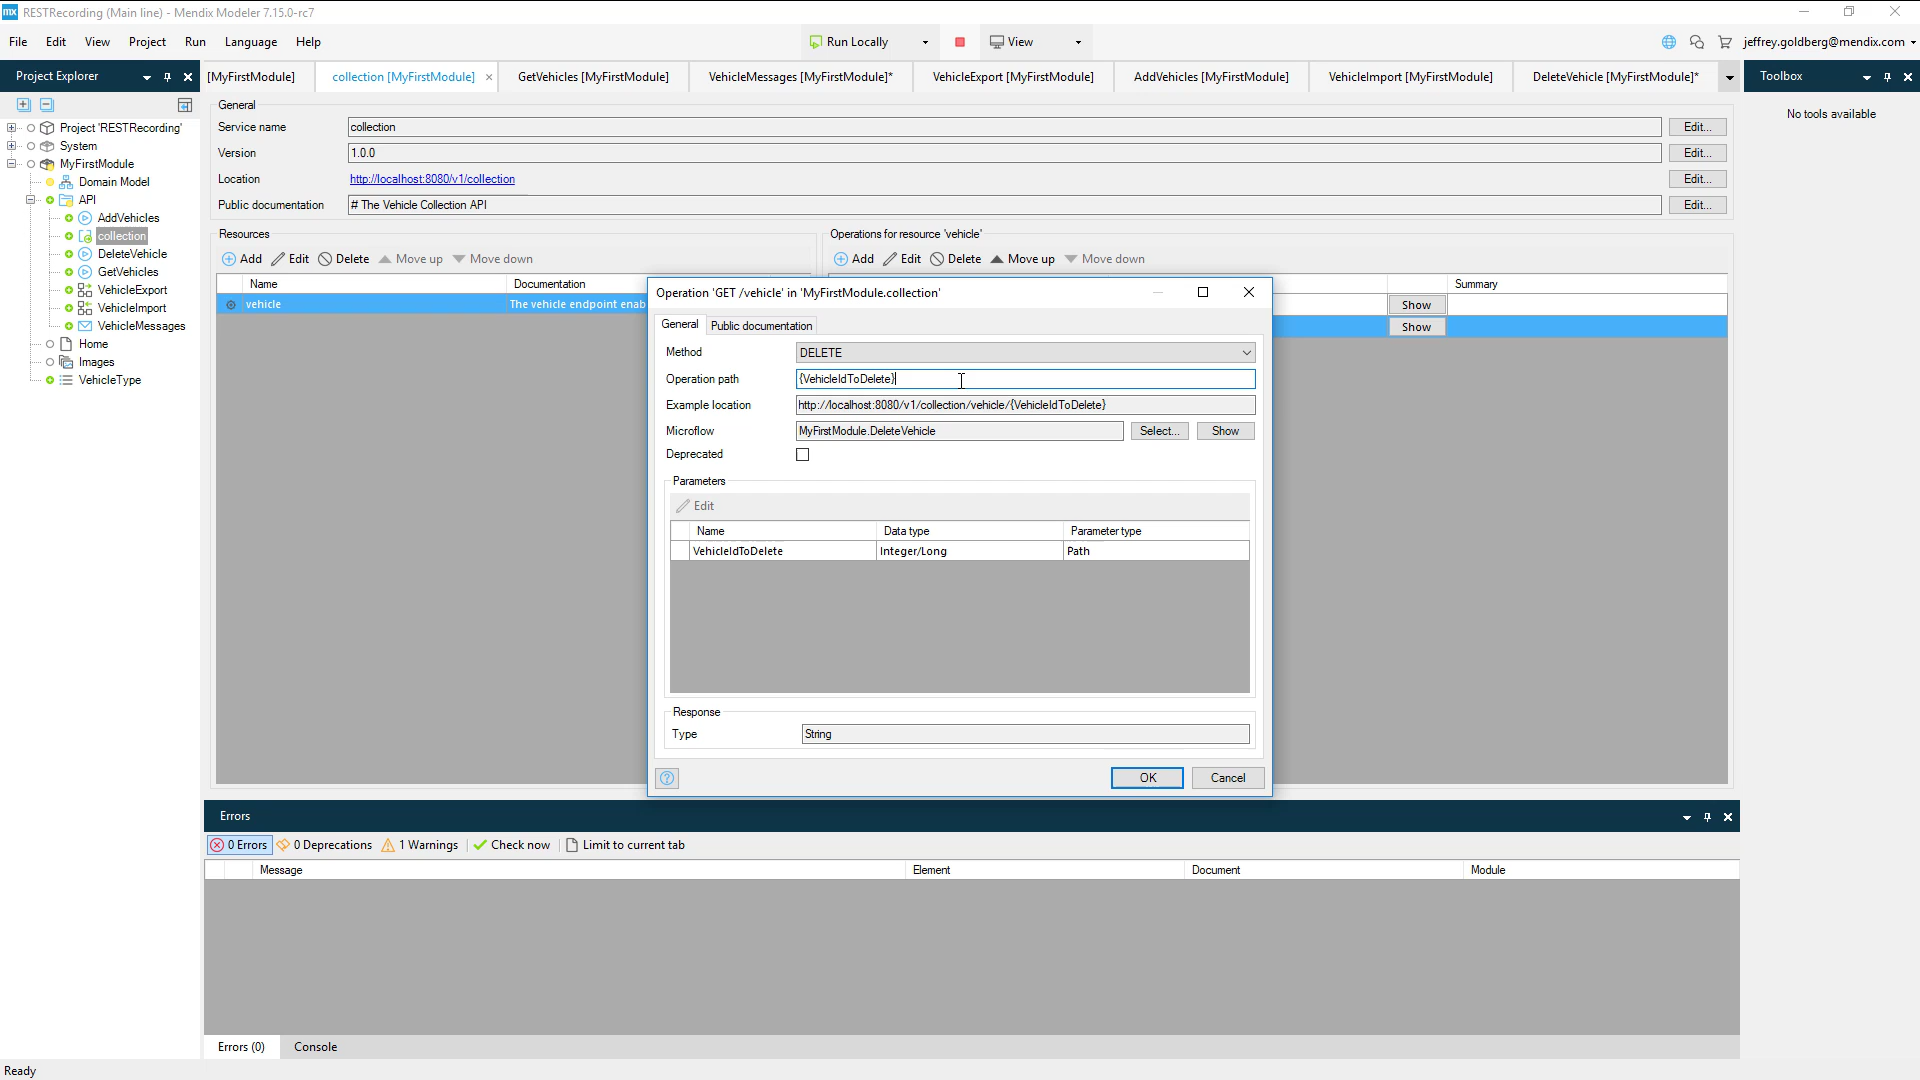 mx RESTRecording (Main line) - Mendix Modeler 7.15.0-rc7
File Edit View Project Run Language Help
Run Locally View
jeffrey.goldberg@mendix.com
Project Explorer
[MyFirstModule] collection [MyFirstModule] GetVehicles [MyFirstModule] VehicleMessages [MyFirstModule]* VehicleExport [MyFirstModule] AddVehicles [MyFirstModule] VehicleImport [MyFirstModule] DeleteVehicle [MyFirstModule]*
Toolbox
No tools available
Project 'RESTRecording'
System
MyFirstModule
Domain Model
API
AddVehicles
collection
DeleteVehicle
GetVehicles
VehicleExport
VehicleImport
VehicleMessages
Home
Images
VehicleType
General
Service name collection Edit...
Version 1.0.0 Edit...
Location http://localhost:8080/v1/collection Edit...
Public documentation # The Vehicle Collection API Edit...
Resources
Add Edit Delete Move up Move down
Name Documentation
vehicle The vehicle endpoint enab
Operations for resource 'vehicle'
Add Edit Delete Move up Move down
Summary
Show
Show
Operation 'GET /vehicle' in 'MyFirstModule.collection'
General Public documentation
Method DELETE
Operation path {VehicleIdToDelete}
Example location http://localhost:8080/v1/collection/vehicle/{VehicleIdToDelete}
Microflow MyFirstModule.DeleteVehicle Select... Show
Deprecated
Parameters
Edit
Name Data type Parameter type
VehicleIdToDelete Integer/Long Path
Response
Type String
? OK Cancel
Errors
0 Errors 0 Deprecations 1 Warnings Check now Limit to current tab
Message Element Document Module
Errors (0) Console
Ready